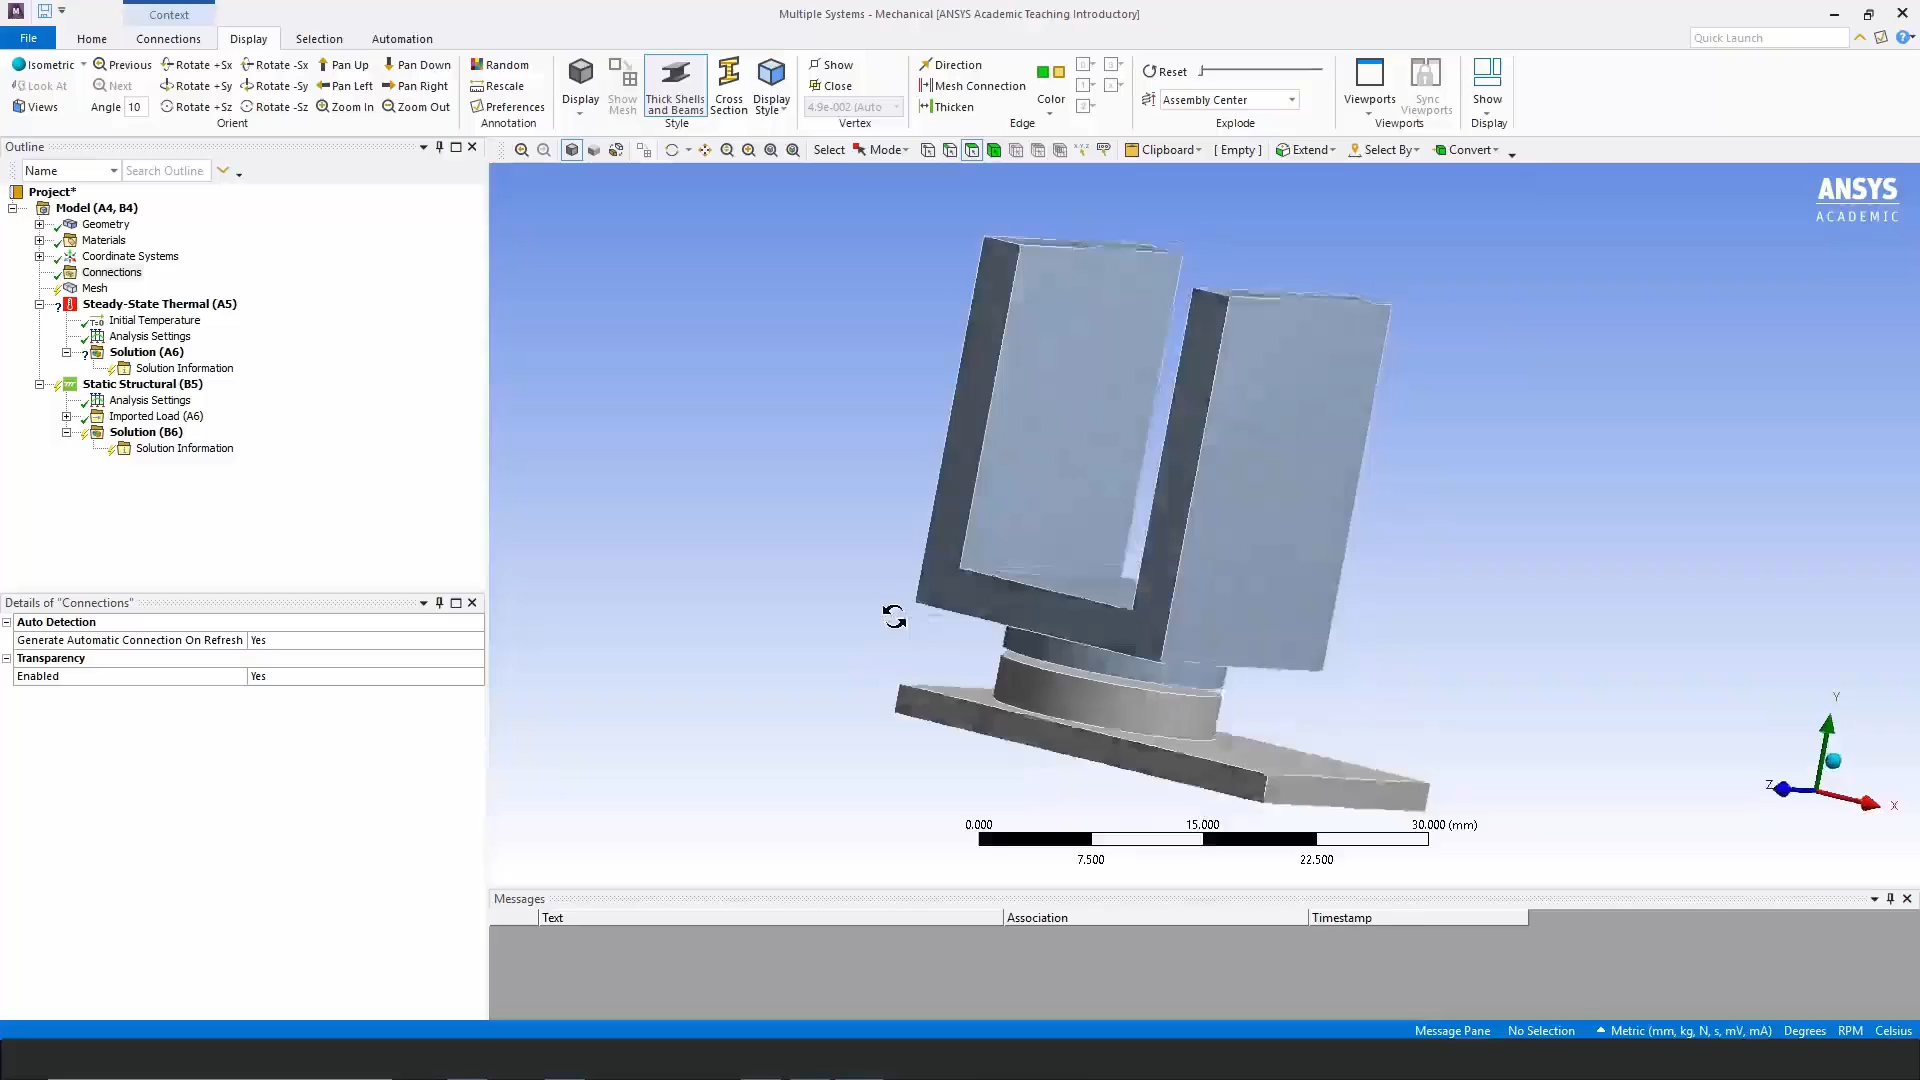 Context
Multiple Systems - Mechanical [ANSYS Academic Teaching Introductory]
File Home Connections Display Selection Automation
Quick Launch
Isometric Previous Rotate +Sx Rotate -Sx Pan Up Pan Down
Look At Next Rotate +Sy Rotate -Sy Pan Left Pan Right
Views Angle 10 Rotate +Sz Rotate -Sz Zoom In Zoom Out
Orient
Random
Rescale
Preferences
Annotation
Display
Show
Mesh
Thick Shells
and Beams
Cross
Section
Display
Style
Style
Show
Close
4.9e-002 (Auto
Vertex
Direction
Mesh Connection
Thicken
Color
Edge
Reset
Assembly Center
Explode
Viewports
Sync
Viewports
Viewports
Show
Display
Outline
Select Mode Clipboard [ Empty ] Extend Select By Convert
Name Search Outline
Project*
Model (A4, B4)
Geometry
Materials
Coordinate Systems
Connections
Mesh
Steady-State Thermal (A5)
Initial Temperature
Analysis Settings
Solution (A6)
Solution Information
Static Structural (B5)
Analysis Settings
Imported Load (A6)
Solution (B6)
Solution Information
Details of "Connections"
Auto Detection
Generate Automatic Connection On Refresh Yes
Transparency
Enabled Yes
ANSYS
ACADEMIC
Y
Z
X
0.000 15.000 30.000 (mm)
7.500 22.500
Messages
Text Association Timestamp
Message Pane No Selection Metric (mm, kg, N, s, mV, mA) Degrees RPM Celsius